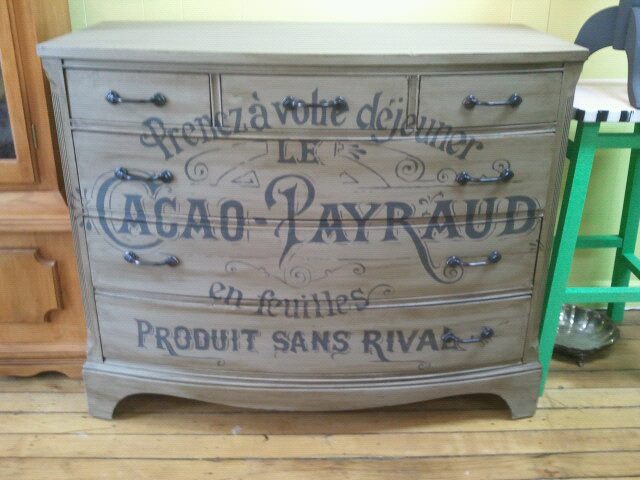 Prenez à votre déjeuner
LE
CACAO-PAYRAUD
en feuilles
PRODUIT SANS RIVAL